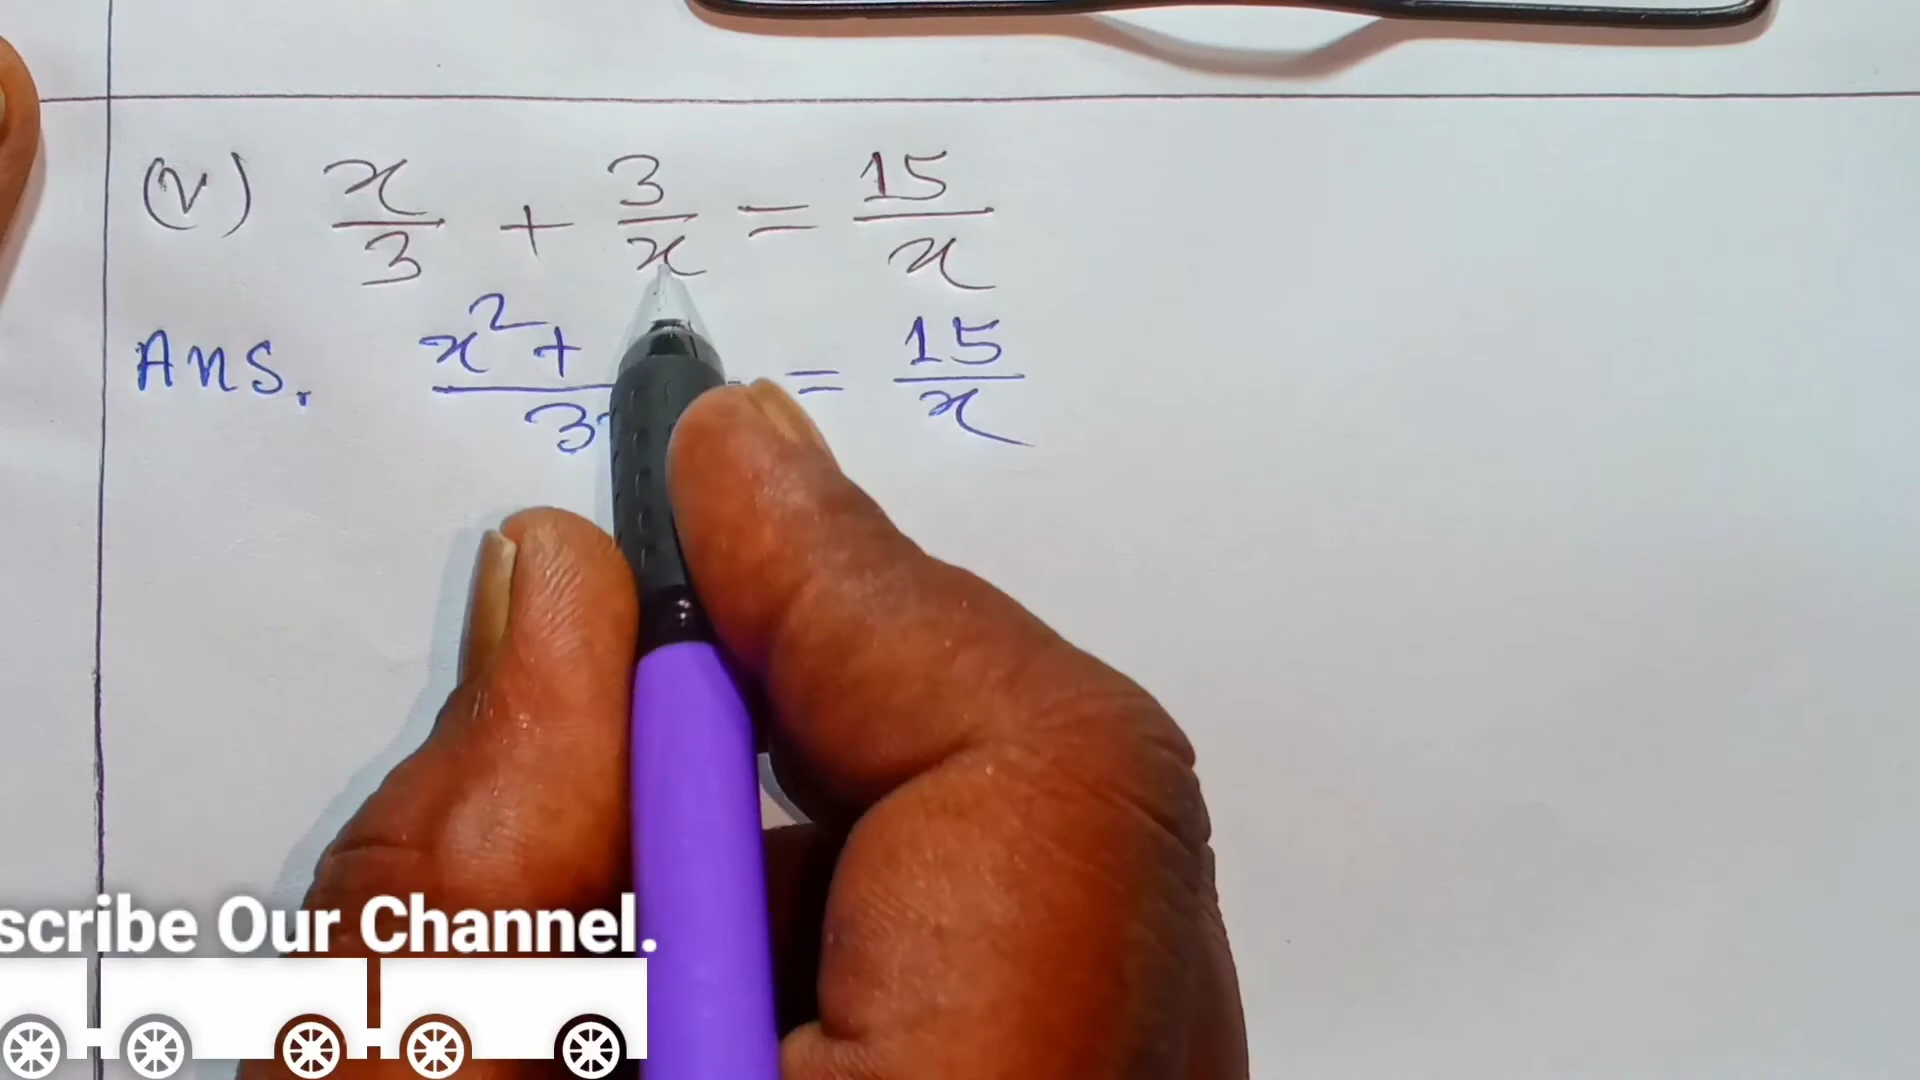 (v) x/3 + 3/x = 15/x
Ans. x² + / 3 = 15/x
scribe Our Channel.